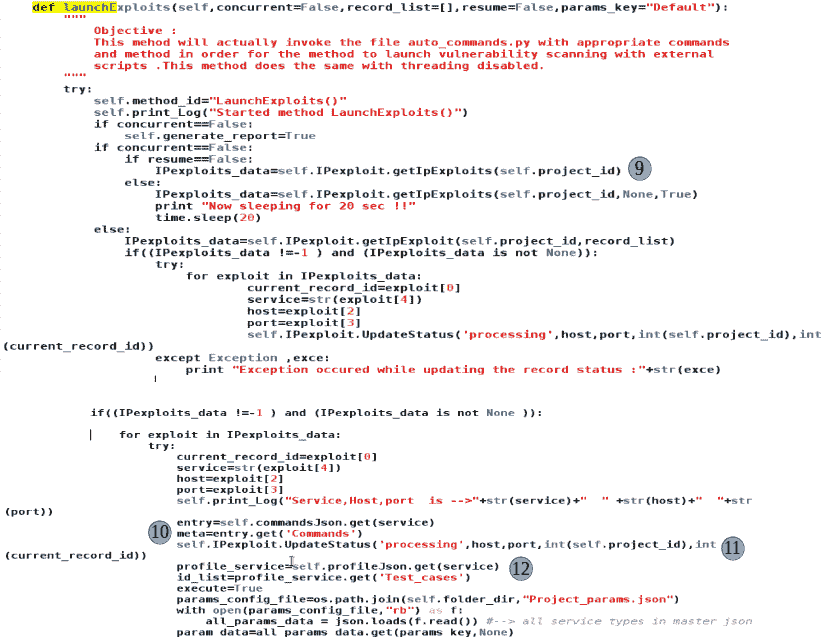 def launchExploits(self,concurrent=False,record_list=[],resume=False,params_key="Default"):
"""
Objective :
This mehod will actually invoke the file auto_commands.py with appropriate commands
and method in order for the method to launch vulnerability scanning with external
scripts .This method does the same with threading disabled.
"""
try:
self.method_id="LaunchExploits()"
self.print_Log("Started method LaunchExploits()")
if concurrent==False:
self.generate_report=True
if concurrent==False:
if resume==False:
IPexploits_data=self.IPexploit.getIpExploits(self.project_id) 9
else:
IPexploits_data=self.IPexploit.getIpExploits(self.project_id,None,True)
print "Now sleeping for 20 sec !!"
time.sleep(20)
else:
IPexploits_data=self.IPexploit.getIpExploit(self.project_id,record_list)
if((IPexploits_data !=-1 ) and (IPexploits_data is not None)):
try:
for exploit in IPexploits_data:
current_record_id=exploit[0]
service=str(exploit[4])
host=exploit[2]
port=exploit[3]
self.IPexploit.UpdateStatus('processing',host,port,int(self.project_id),int
(current_record_id))
except Exception ,exce:
print "Exception occured while updating the record status :"+str(exce)
if((IPexploits_data !=-1 ) and (IPexploits_data is not None )):
for exploit in IPexploits_data:
try:
current_record_id=exploit[0]
service=str(exploit[4])
host=exploit[2]
port=exploit[3]
self.print_Log("Service,Host,port  is -->"+str(service)+"  " +str(host)+"  "+str
(port))
entry=self.commandsJson.get(service)
10 meta=entry.get('Commands')
self.IPexploit.UpdateStatus('processing',host,port,int(self.project_id),int 11
(current_record_id))
profile_service=self.profileJson.get(service) 12
id_list=profile_service.get('Test_cases')
execute=True
params_config_file=os.path.join(self.folder_dir,"Project_params.json")
with open(params_config_file,"rb") as f:
all_params_data = json.loads(f.read()) #--> all service types in master json
param_data=all_params_data.get(params_key,None)